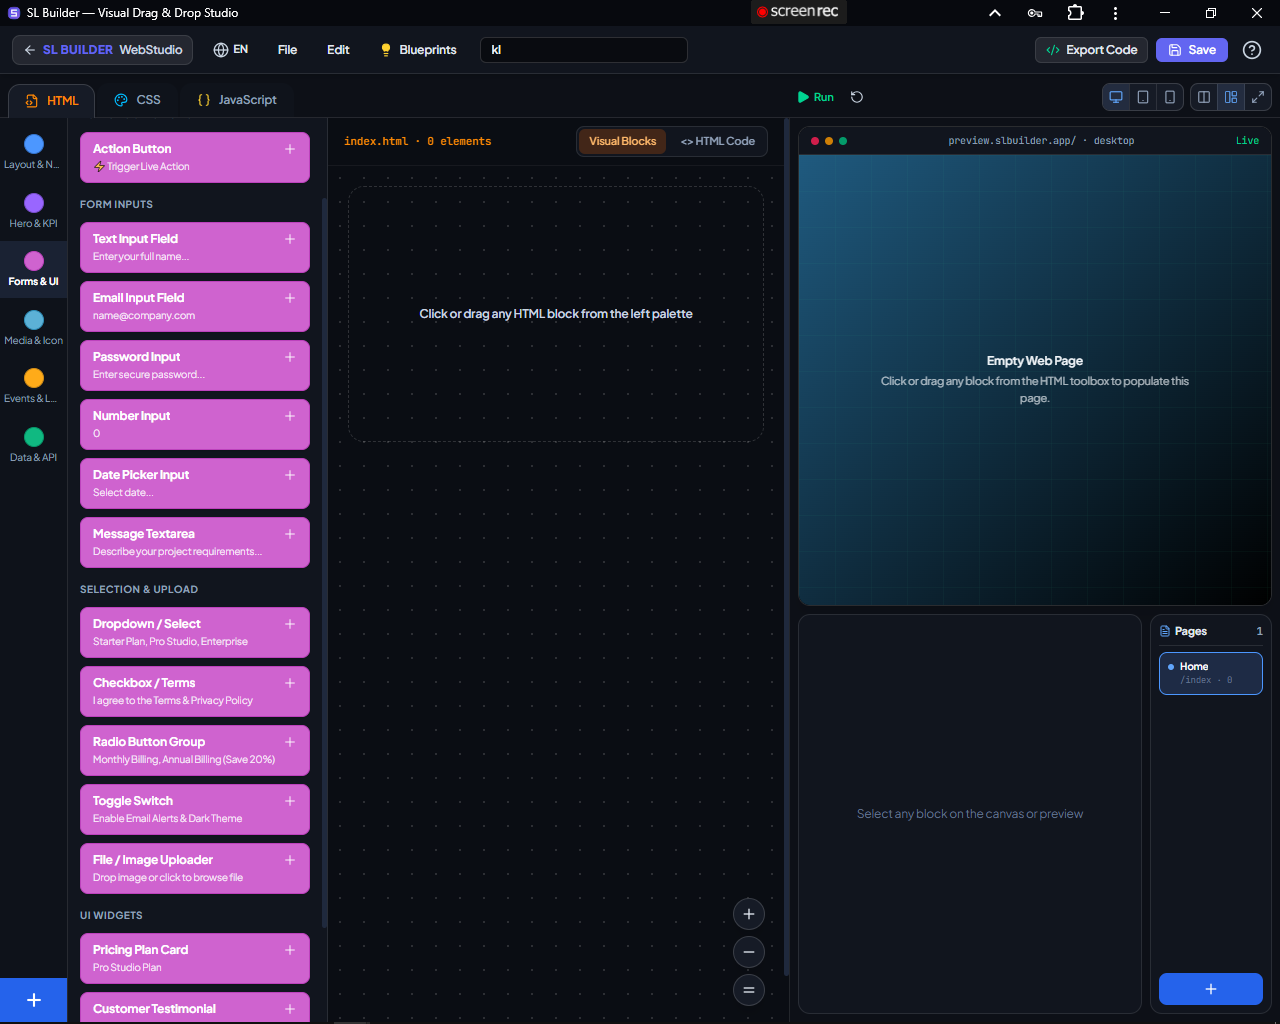 SL Builder — Visual Drag & Drop Studio
screenrec
SL BUILDER WebStudio
EN
File
Edit
Blueprints
kl
Export Code
Save
HTML
CSS
JavaScript
Run
Layout & N...
Hero & KPI
Forms & UI
Media & Icon
Events & L...
Data & API
Action Button
Trigger Live Action
FORM INPUTS
Text Input Field
Enter your full name...
Email Input Field
name@company.com
Password Input
Enter secure password...
Number Input
0
Date Picker Input
Select date...
Message Textarea
Describe your project requirements...
SELECTION & UPLOAD
Dropdown / Select
Starter Plan, Pro Studio, Enterprise
Checkbox / Terms
I agree to the Terms & Privacy Policy
Radio Button Group
Monthly Billing, Annual Billing (Save 20%)
Toggle Switch
Enable Email Alerts & Dark Theme
File / Image Uploader
Drop image or click to browse file
UI WIDGETS
Pricing Plan Card
Pro Studio Plan
Customer Testimonial
index.html · 0 elements
Visual Blocks
<> HTML Code
Click or drag any HTML block from the left palette
preview.slbuilder.app/ · desktop
Live
Empty Web Page
Click or drag any block from the HTML toolbox to populate this
page.
Select any block on the canvas or preview
Pages
1
Home
/index · 0